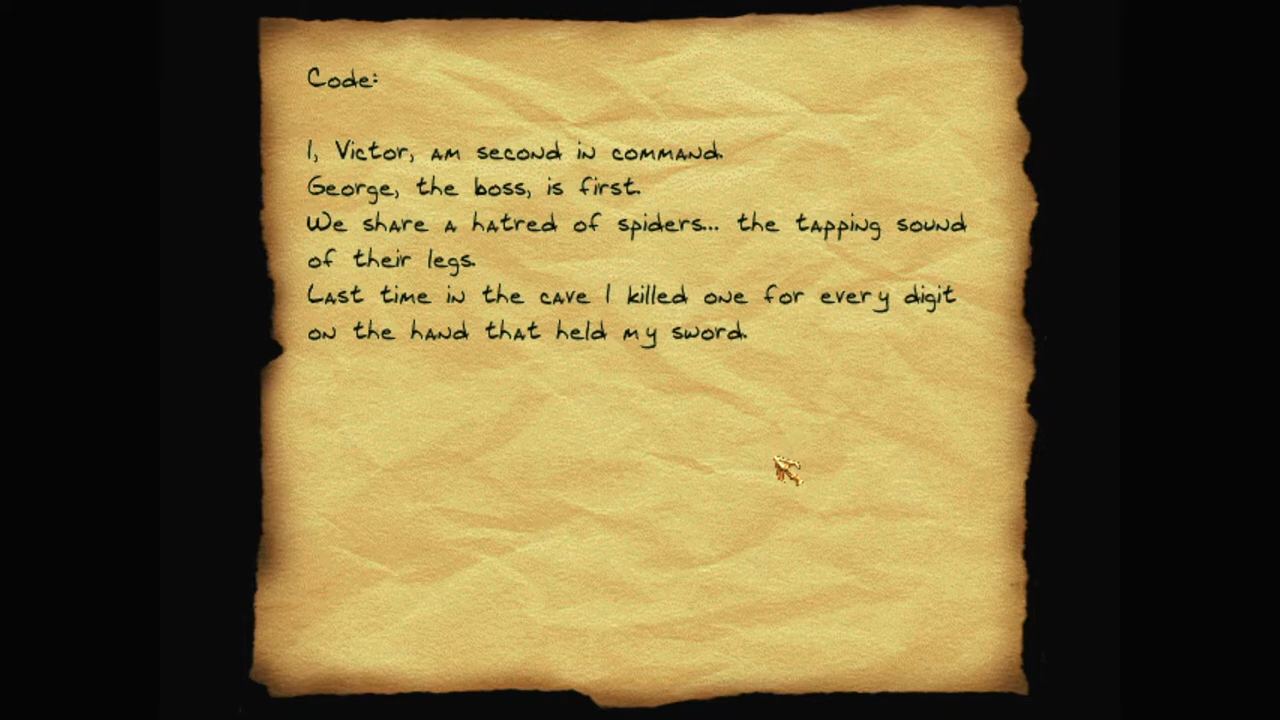 Code:
I, Victor, am second in command.
George, the boss, is first.
We share a hatred of spiders... the tapping sound
of their legs.
Last time in the cave I killed one for every digit
on the hand that held my sword.